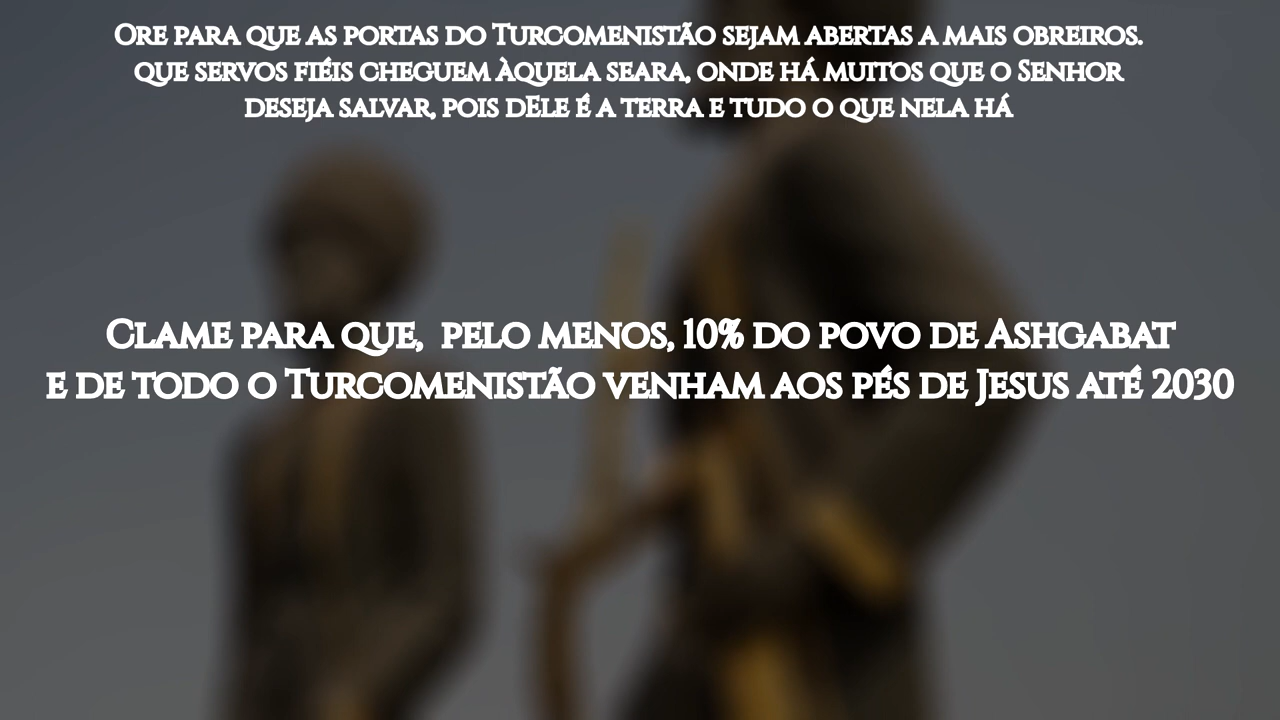 Ore para que as portas do Turcomenistão sejam abertas a mais obreiros.
que servos fiéis cheguem àquela seara, onde há muitos que o Senhor
deseja salvar, pois dEle é a terra e tudo o que nela há
Clame para que, pelo menos, 10% do povo de Ashgabat
e de todo o Turcomenistão venham aos pés de Jesus até 2030